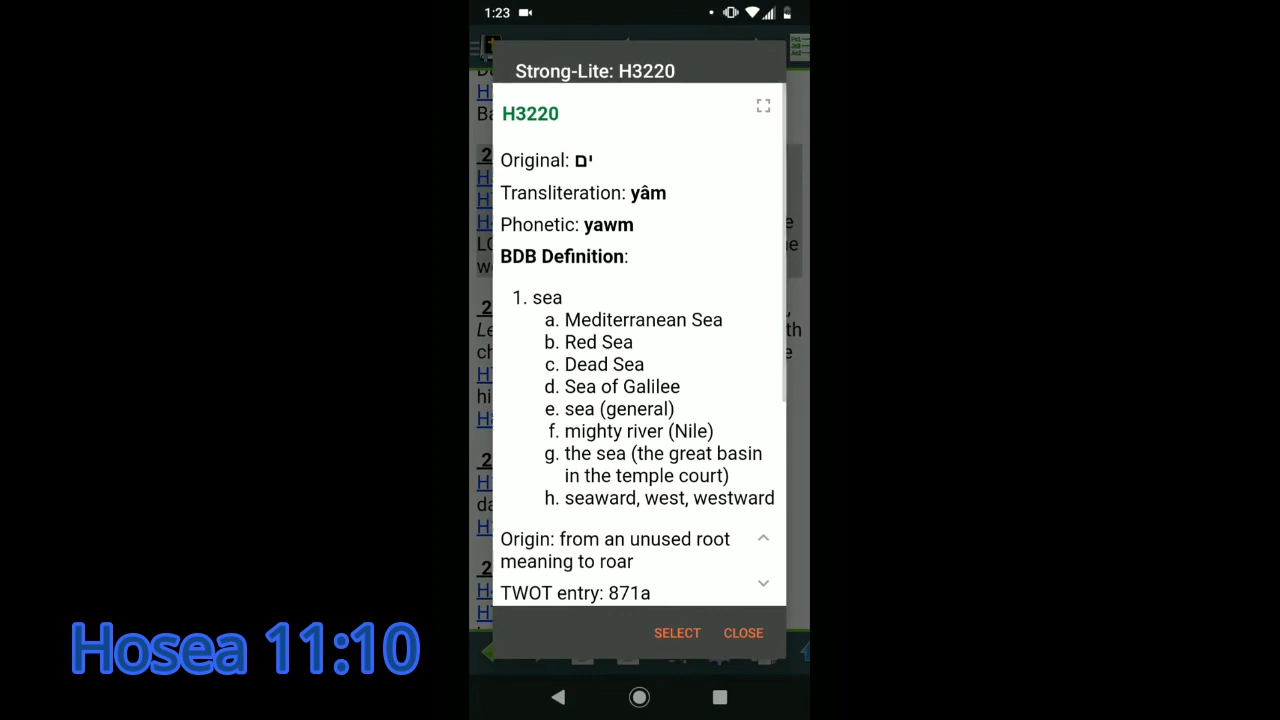 1:23
Strong-Lite: H3220
H3220
Original: ים
Transliteration: yâm
Phonetic: yawm
BDB Definition:
1. sea
a. Mediterranean Sea
b. Red Sea
c. Dead Sea
d. Sea of Galilee
e. sea (general)
f. mighty river (Nile)
g. the sea (the great basin
in the temple court)
h. seaward, west, westward
Origin: from an unused root
meaning to roar
TWOT entry: 871a
SELECT CLOSE
Hosea 11:10